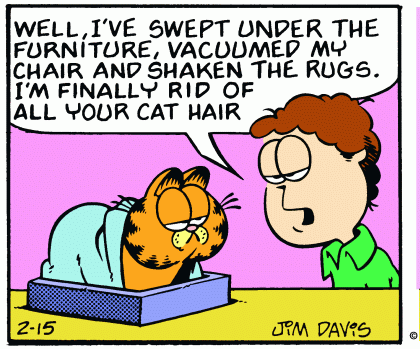 WELL, I'VE SWEPT UNDER THE
FURNITURE, VACUUMED MY
CHAIR AND SHAKEN THE RUGS.
I'M FINALLY RID OF
ALL YOUR CAT HAIR
2-15
JIM DAVIS
©